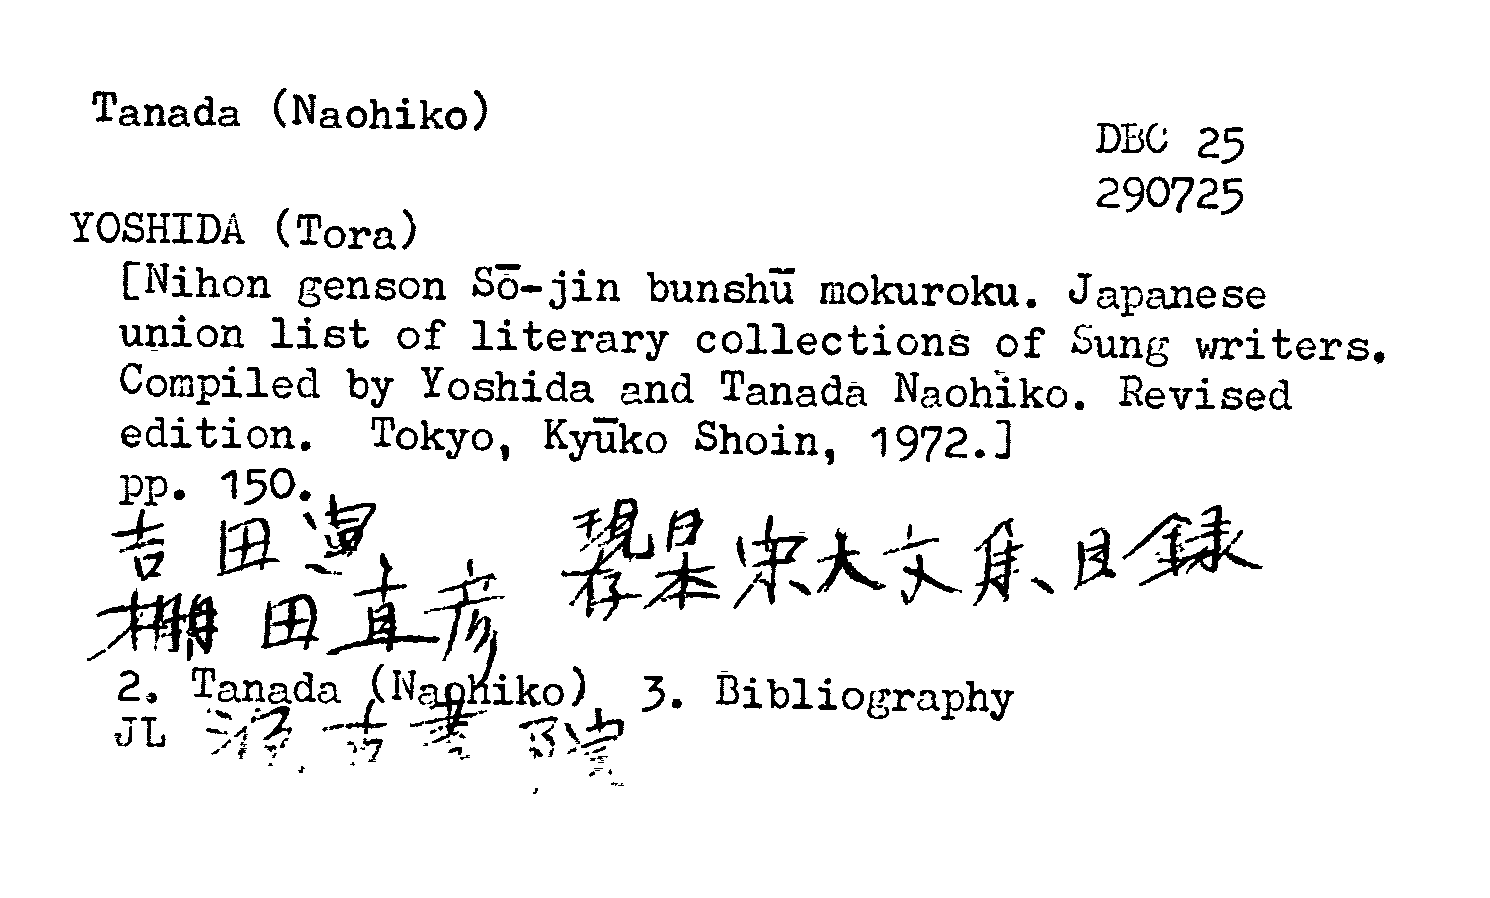 Tanada (Naohiko)
DBC 25
290725
YOSHIDA (Tora)
[Nihon genson Sō-jin bunshū mokuroku. Japanese
union list of literary collections of Sung writers.
Compiled by Yoshida and Tanada Naohiko. Revised
edition. Tokyo, Kyūko Shoin, 1972.]
pp. 150.
吉田寅 日本現存宋人文集目録
棚田直彦
2. Tanada (Naohiko) 3. Bibliography
JL 汲古書院